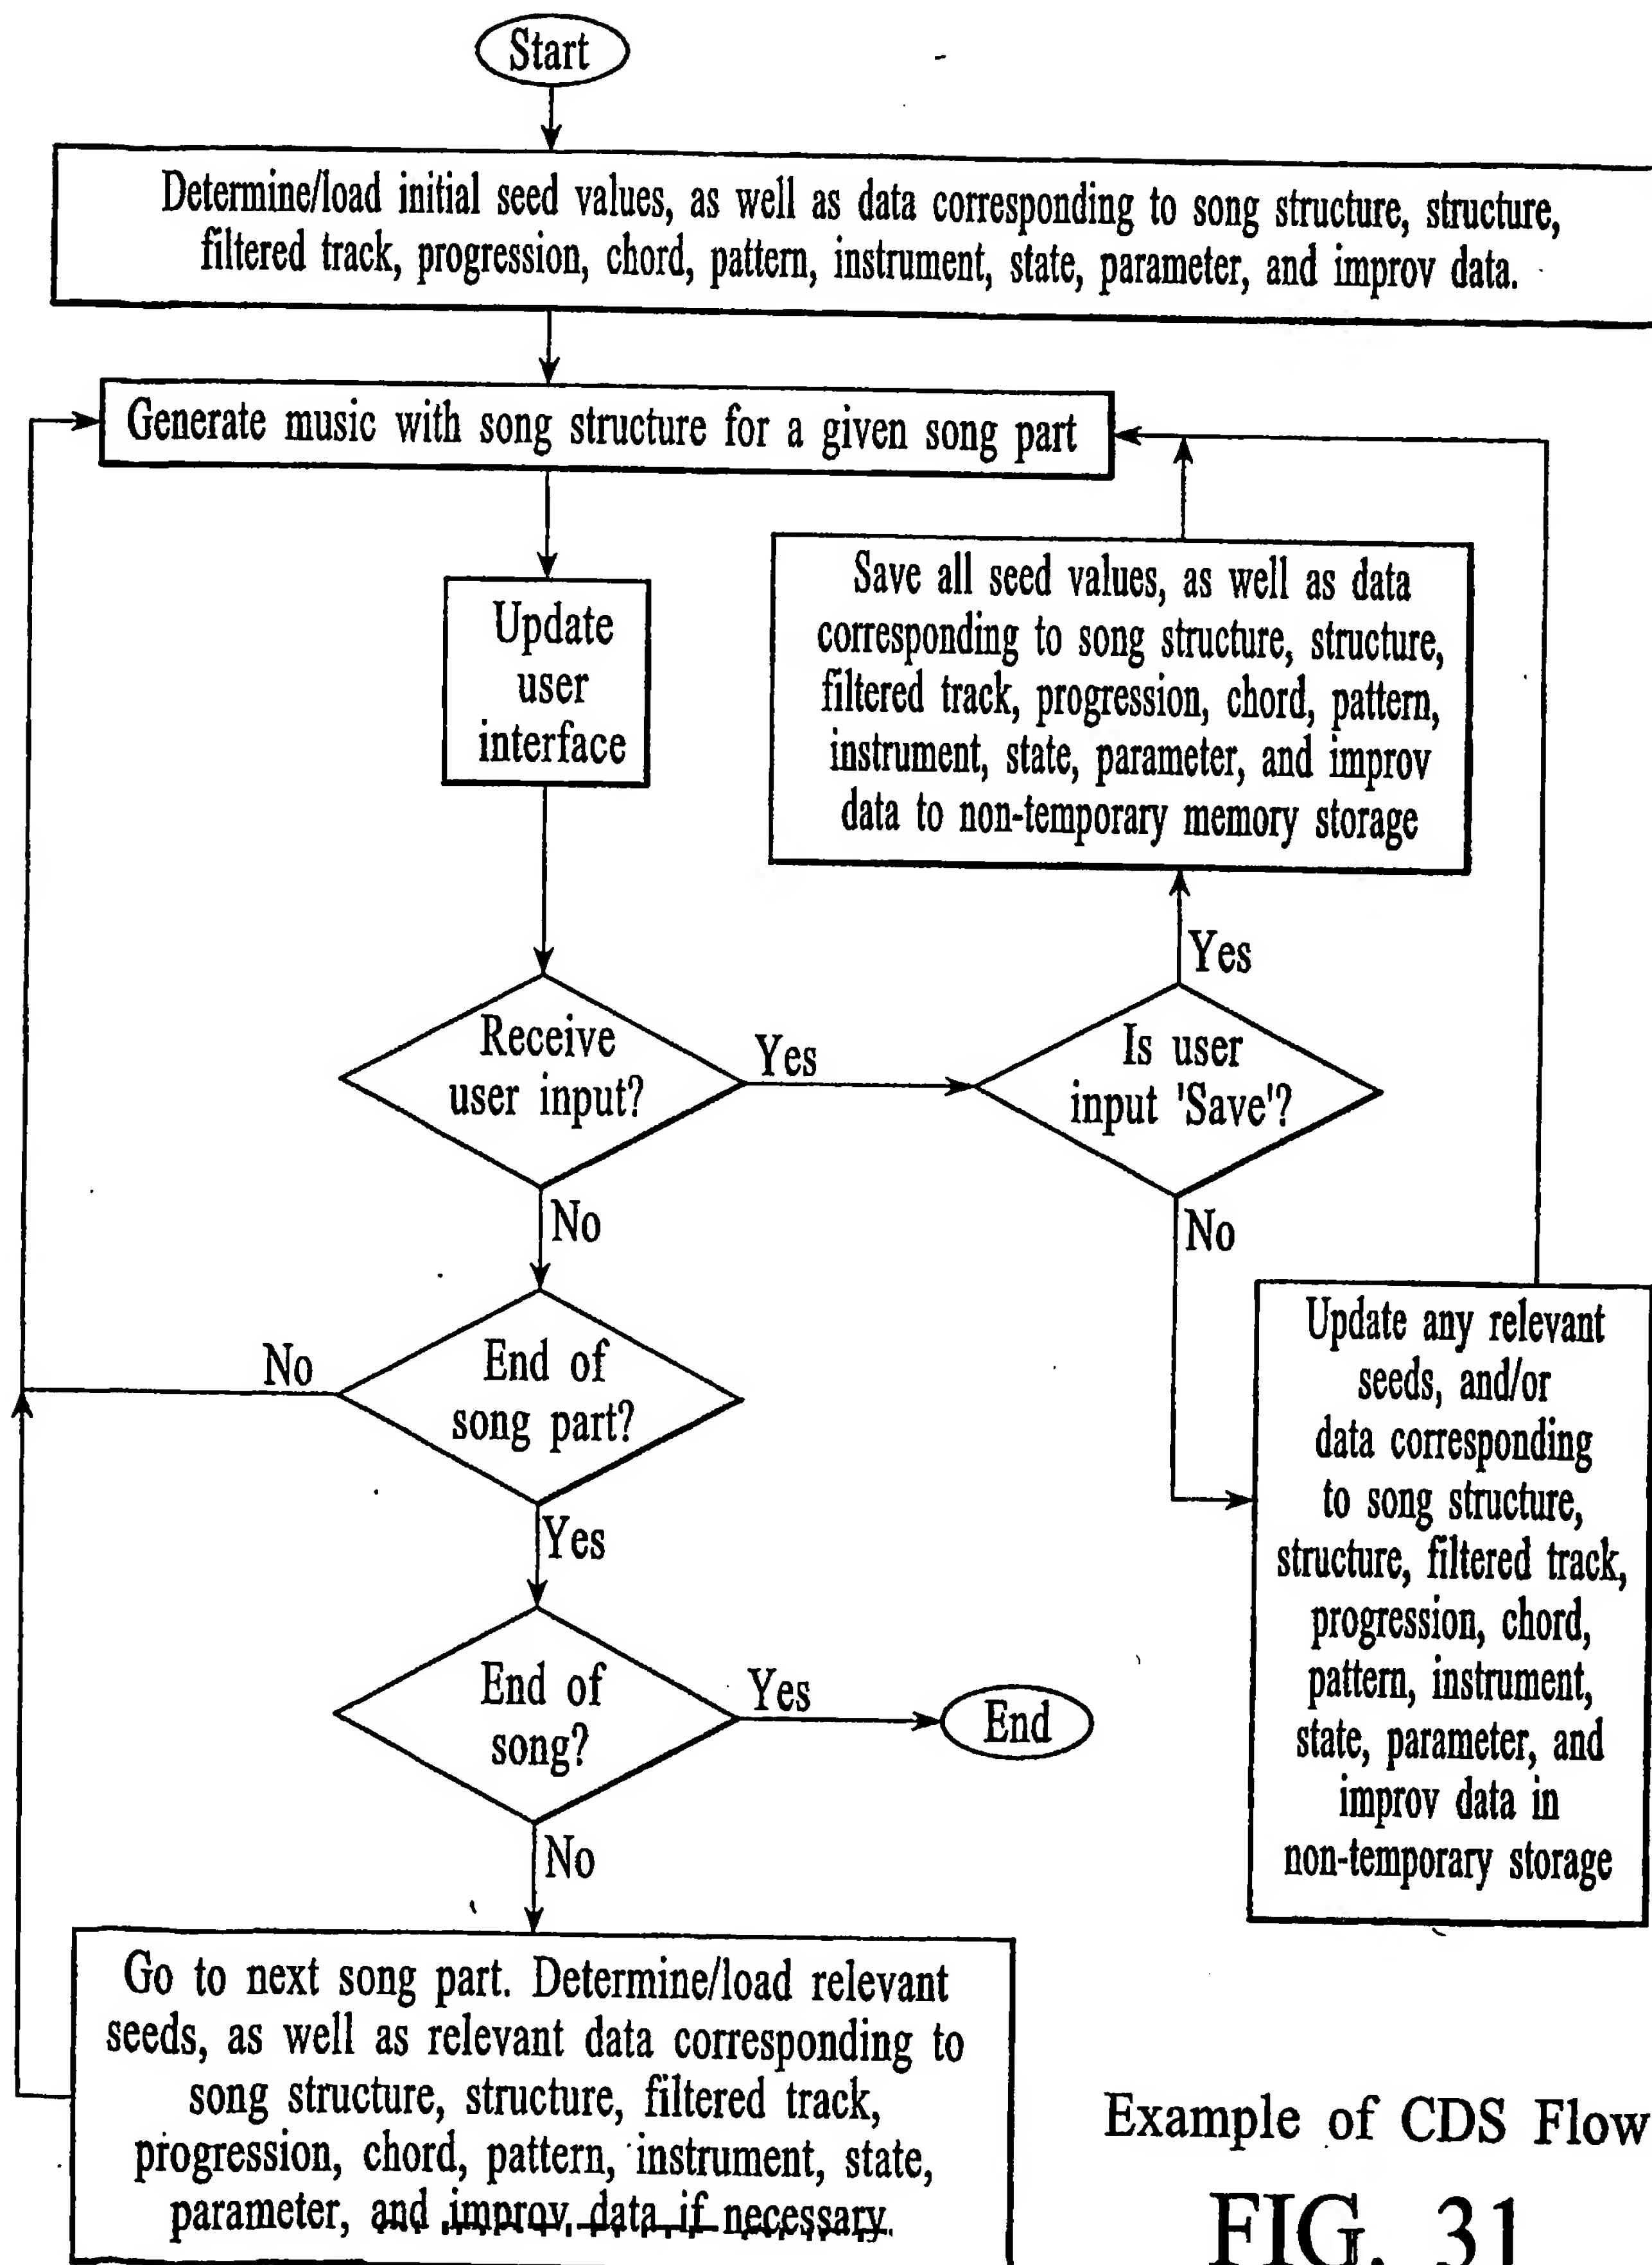 Start
Determine/load initial seed values, as well as data corresponding to song structure, structure,
filtered track, progression, chord, pattern, instrument, state, parameter, and improv data.
Generate music with song structure for a given song part
Update
user
interface
Save all seed values, as well as data
corresponding to song structure, structure,
filtered track, progression, chord, pattern,
instrument, state, parameter, and improv
data to non-temporary memory storage
Yes
Receive
user input?
Yes
Is user
input 'Save'?
No
No
End of
song part?
No
Update any relevant
seeds, and/or
data corresponding
to song structure,
structure, filtered track,
progression, chord,
pattern, instrument,
state, parameter, and
improv data in
non-temporary storage
Yes
End of
song?
Yes
End
No
Go to next song part. Determine/load relevant
seeds, as well as relevant data corresponding to
song structure, structure, filtered track,
progression, chord, pattern, instrument, state,
parameter, and improv data if necessary.
Example of CDS Flow
FIG. 31